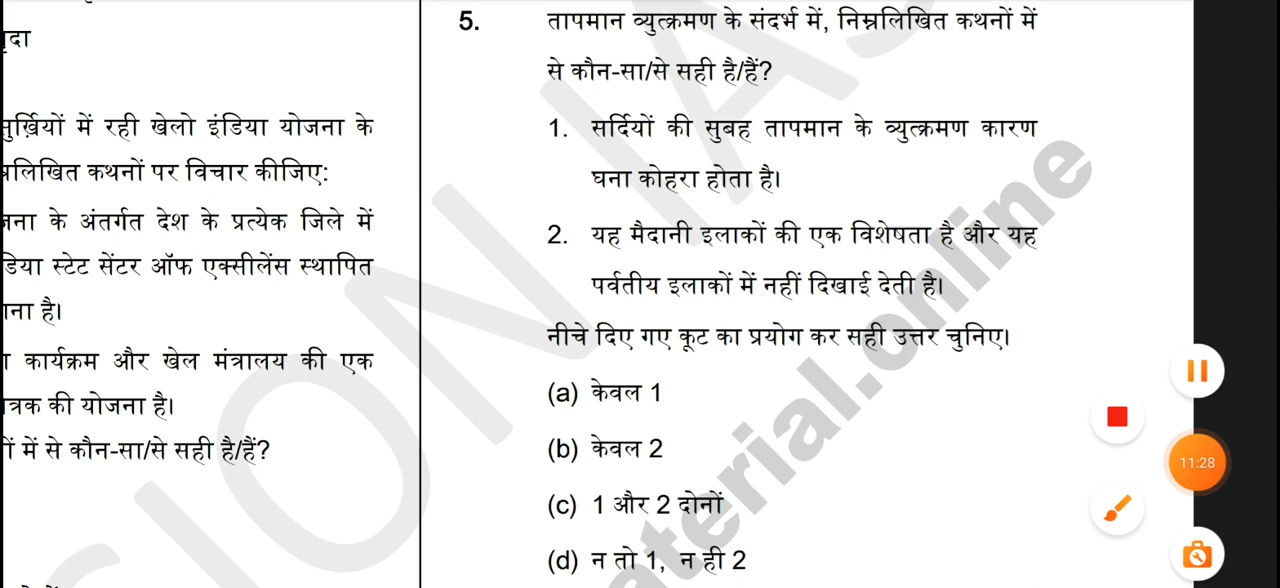 सुर्ख़ियों में रही खेलो इंडिया योजना के
कथनों पर विचार कीजिए:
के अंतर्गत देश के प्रत्येक जिले में
स्टेट सेंटर ऑफ एक्सीलेंस स्थापित
है।
कार्यक्रम और खेल मंत्रालय की एक
की योजना है।
में से कौन-सा/से सही है/हैं?
5. तापमान व्युत्क्रमण के संदर्भ में, निम्नलिखित कथनों में
से कौन-सा/से सही है/हैं?
1. सर्दियों की सुबह तापमान के व्युत्क्रमण कारण
घना कोहरा होता है।
2. यह मैदानी इलाकों की एक विशेषता है और यह
पर्वतीय इलाकों में नहीं दिखाई देती है।
नीचे दिए गए कूट का प्रयोग कर सही उत्तर चुनिए।
(a) केवल 1
(b) केवल 2
(c) 1 और 2 दोनों
(d) न तो 1, न ही 2
11:28